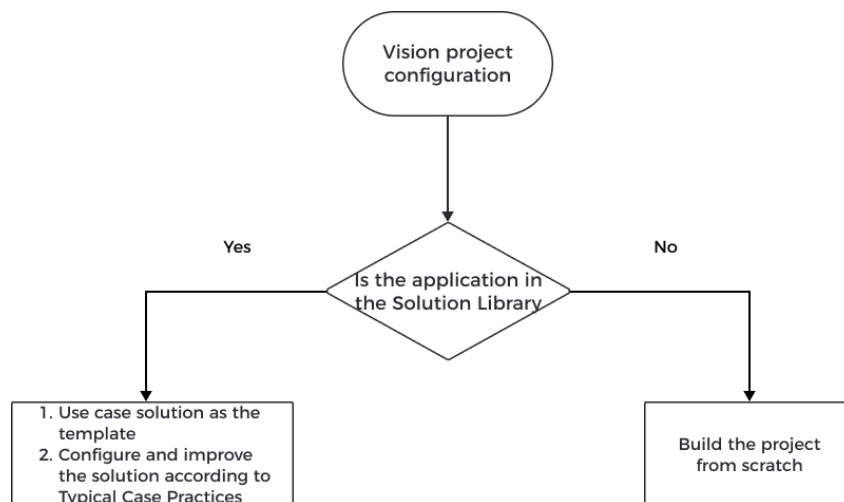 Vision project
configuration
Yes
No
Is the application in
the Solution Library
1. Use case solution as the
template
2. Configure and improve
the solution according to
Typical Case Practices
Build the project
from scratch